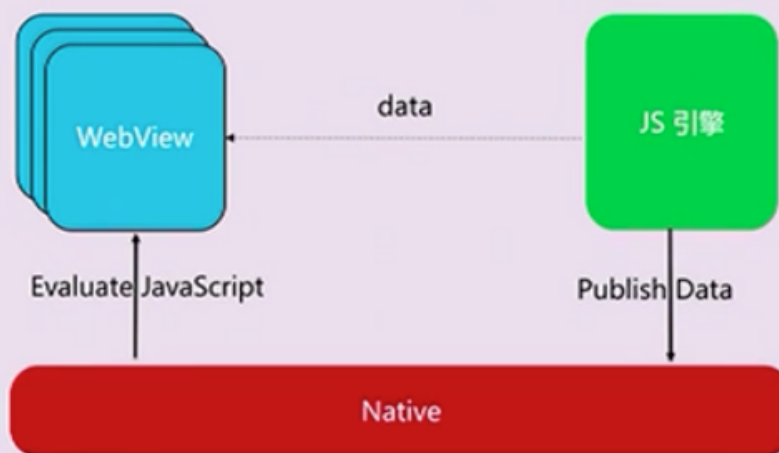 data
WebView
JS 引擎
Evaluate JavaScript
Publish Data
Native